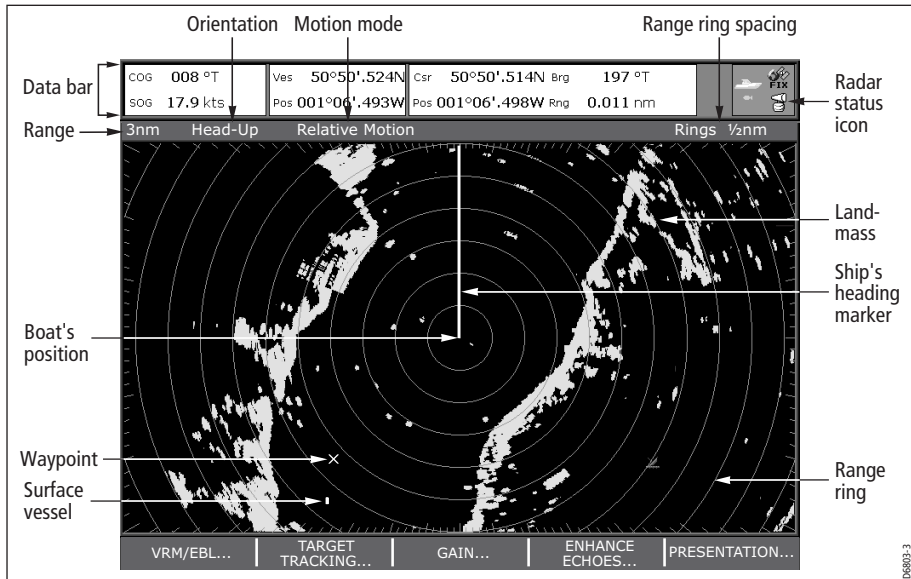 Orientation Motion mode Range ring spacing
Data bar
COG 008 °T Ves 50°50'.524N Csr 50°50'.514N Brg 197 °T
SOG 17.9 kts Pos 001°06'.493W Pos 001°06'.498W Rng 0.011 nm
FIX
Radar
status
icon
Range
3nm Head-Up Relative Motion Rings ½nm
Land-
mass
Ship's
heading
marker
Boat's
position
Waypoint
Surface
vessel
Range
ring
VRM/EBL... TARGET TRACKING... GAIN... ENHANCE ECHOES... PRESENTATION...
D6803-3